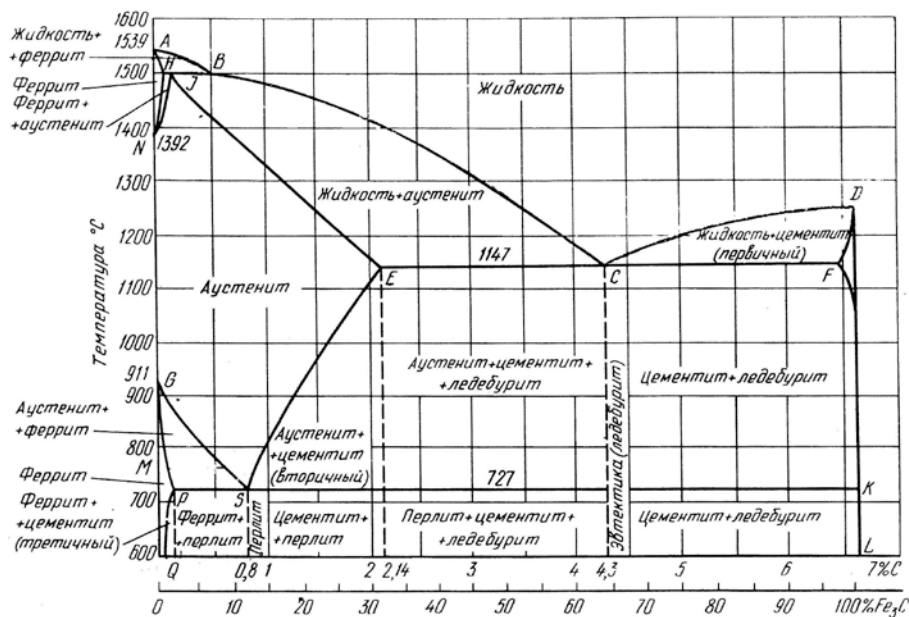 1600
1539
1500
1400
1300
1200
1100
1000
911
900
800
700
600
Температура °С
Жидкость+
+феррит
Феррит
Феррит+
+аустенит
N
1392
A
H
J
B
Жидкость
Жидкость+аустенит
D
Жидкость+цементит
(первичный)
1147
E
C
F
Аустенит
G
Аустенит+
+феррит
M
Феррит
Феррит+
+цементит
(третичный)
Аустенит+цементит+
+ледебурит
Цементит+ледебурит
Эвтектика (ледебурит)
Аустенит+
+цементит
(вторичный)
727
P
S
K
Феррит+
+перлит
Перлит
Цементит+
+перлит
Перлит+цементит+
+ледебурит
Цементит+ледебурит
L
Q 0,8 1 2 2,14 3 4 4,3 5 6 7%C
0 10 20 30 40 50 60 70 80 90 100%Fe3C